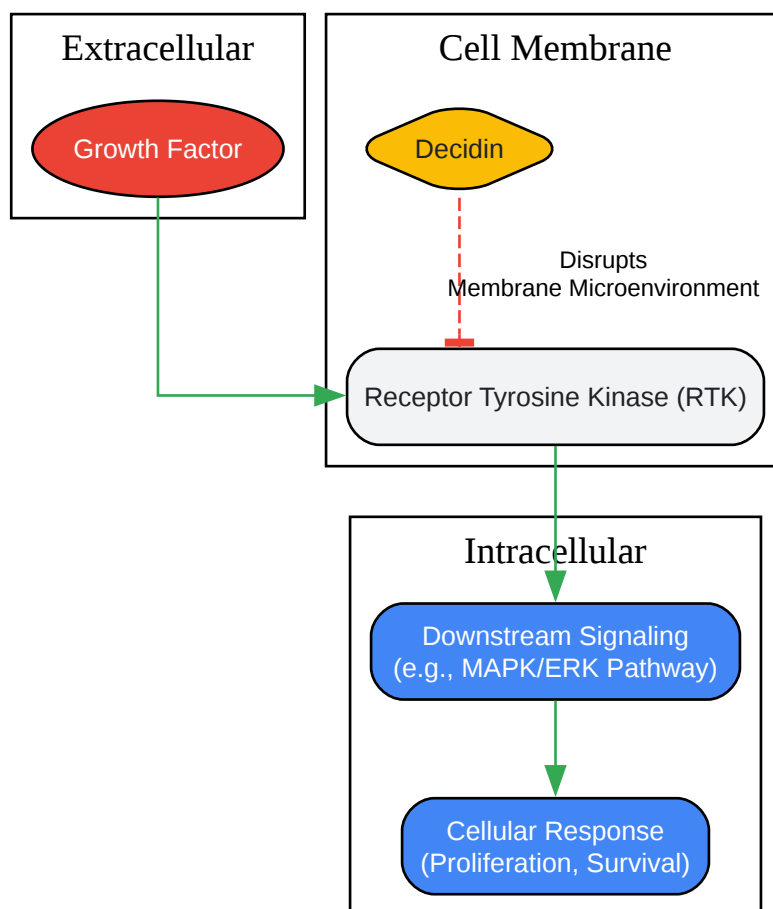 Extracellular
Cell Membrane
Growth Factor
Decidin
Disrupts
Membrane Microenvironment
Receptor Tyrosine Kinase (RTK)
Intracellular
Downstream Signaling
(e.g., MAPK/ERK Pathway)
Cellular Response
(Proliferation, Survival)